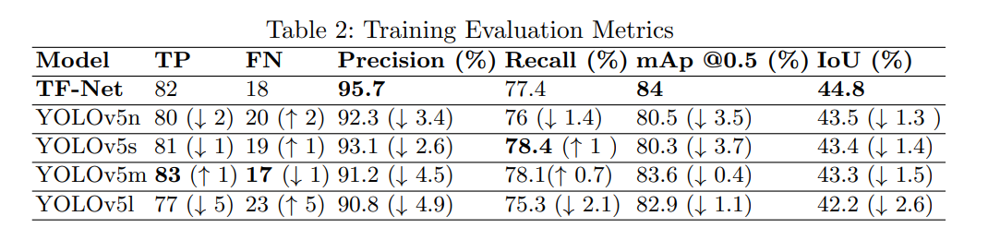 Table 2: Training Evaluation Metrics
Model TP FN Precision (%) Recall (%) mAp @0.5 (%) IoU (%)
TF-Net 82 18 95.7 77.4 84 44.8
YOLOv5n 80 (↓ 2) 20 (↑ 2) 92.3 (↓ 3.4) 76 (↓ 1.4) 80.5 (↓ 3.5) 43.5 (↓ 1.3 )
YOLOv5s 81 (↓ 1) 19 (↑ 1) 93.1 (↓ 2.6) 78.4 (↑ 1 ) 80.3 (↓ 3.7) 43.4 (↓ 1.4)
YOLOv5m 83 (↑ 1) 17 (↓ 1) 91.2 (↓ 4.5) 78.1(↑ 0.7) 83.6 (↓ 0.4) 43.3 (↓ 1.5)
YOLOv5l 77 (↓ 5) 23 (↑ 5) 90.8 (↓ 4.9) 75.3 (↓ 2.1) 82.9 (↓ 1.1) 42.2 (↓ 2.6)